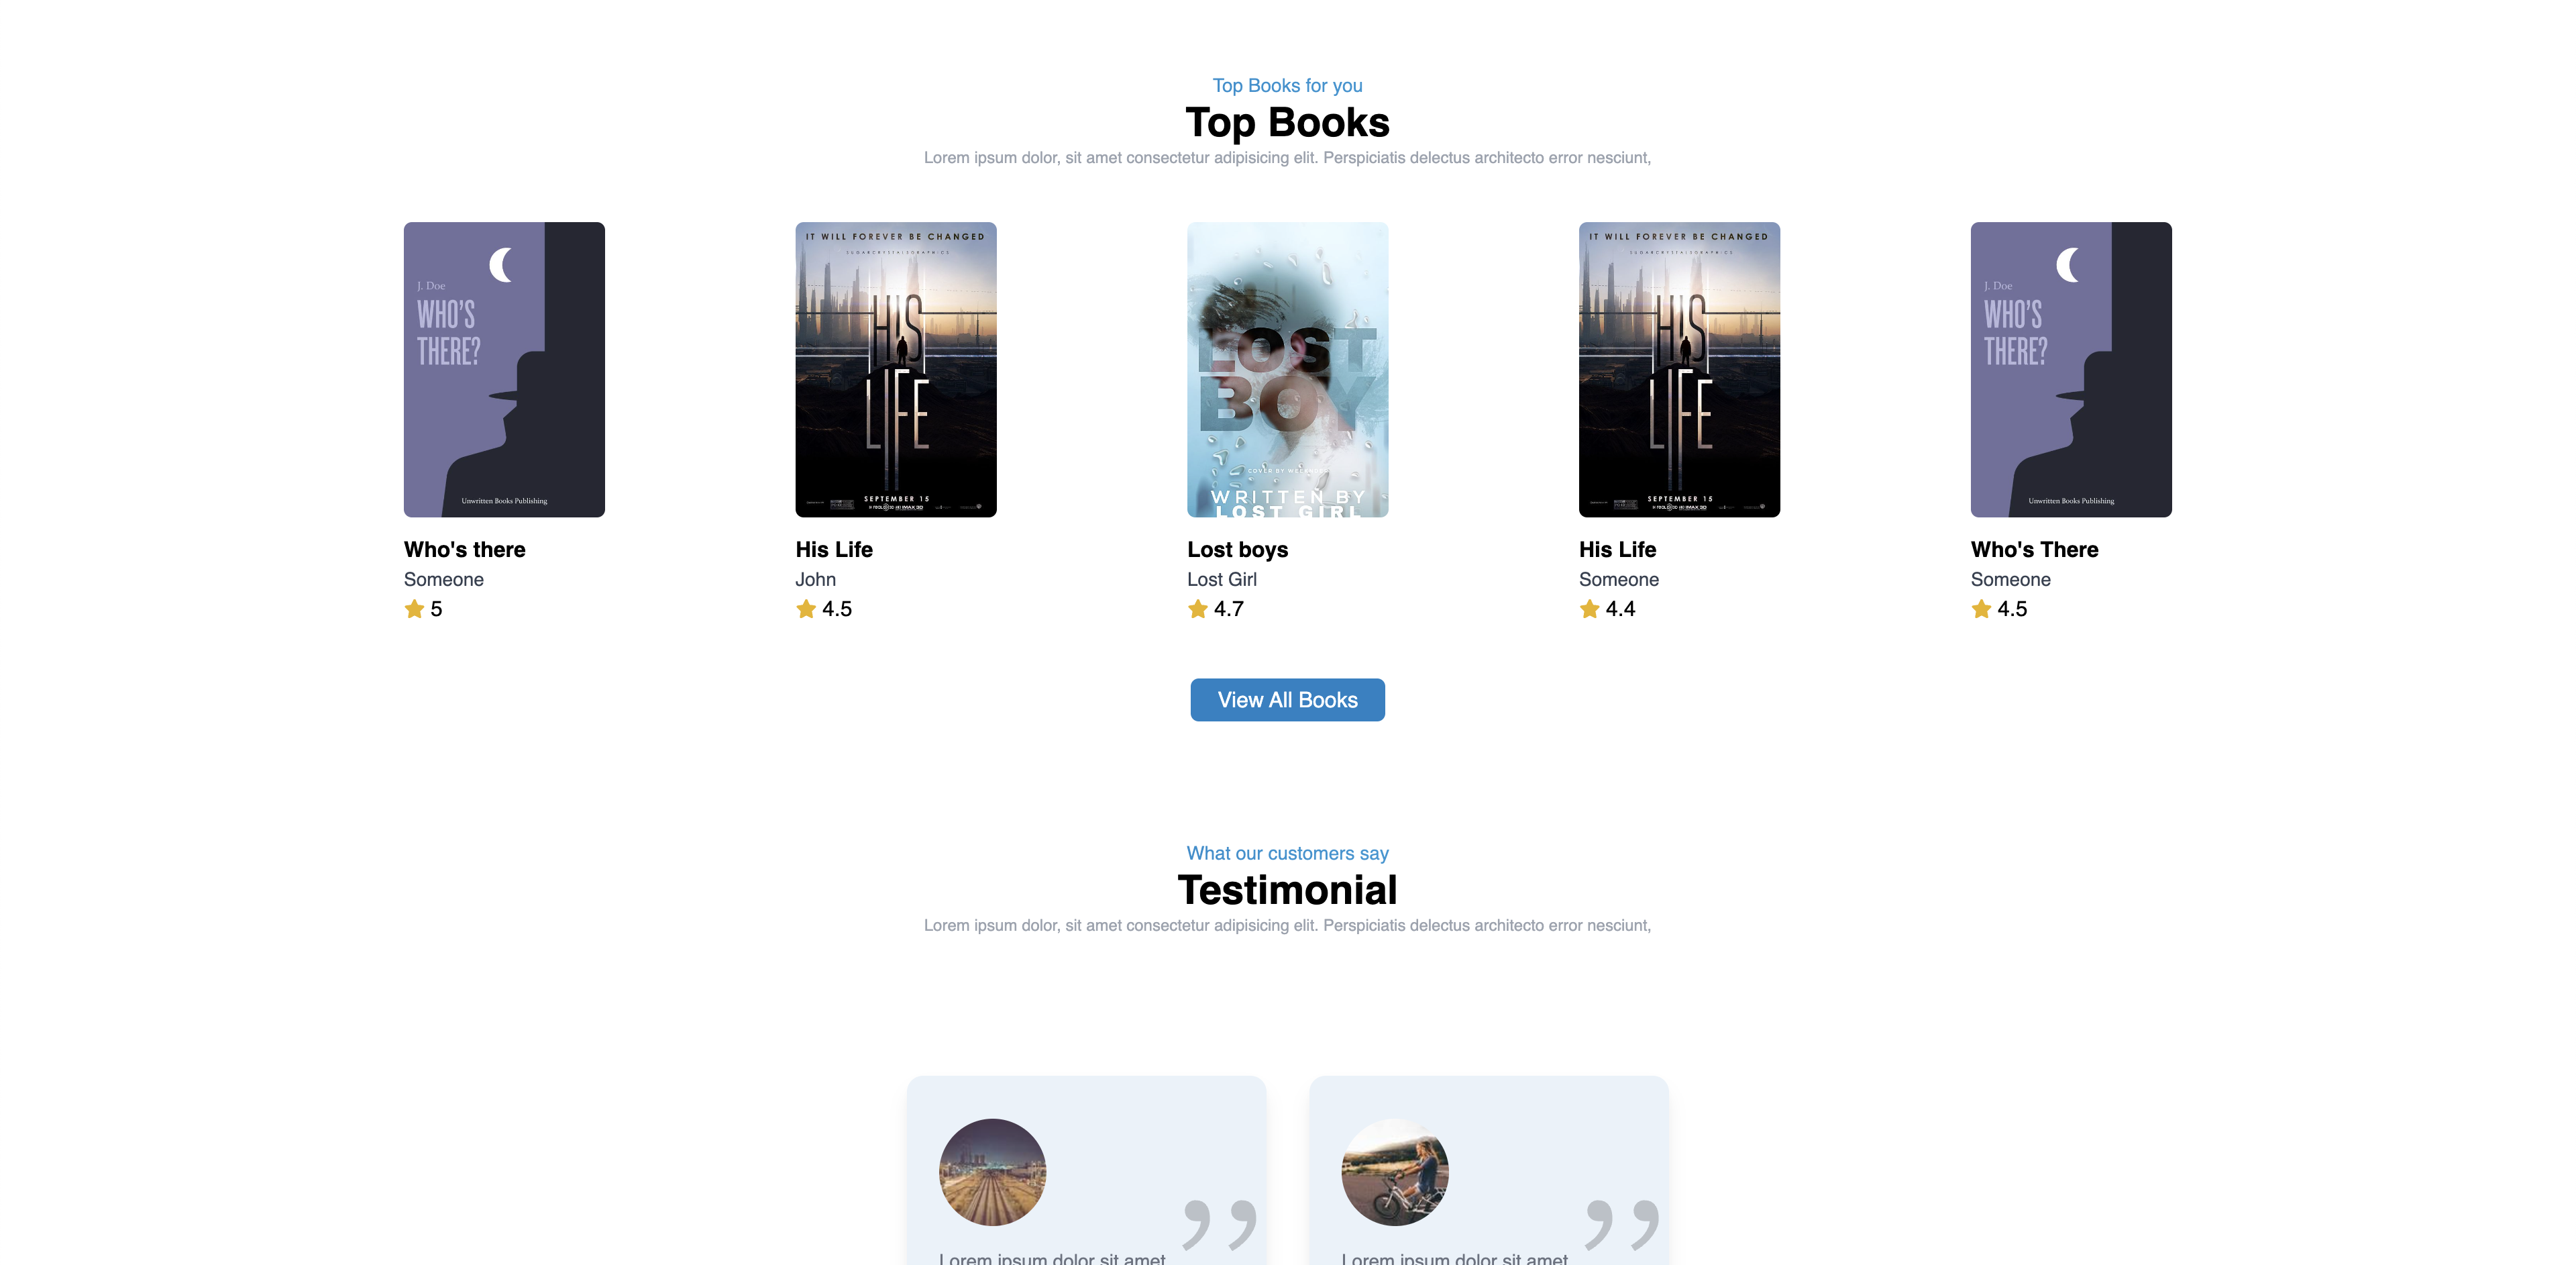 Top Books for you
Top Books
Lorem ipsum dolor, sit amet consectetur adipisicing elit. Perspiciatis delectus architecto error nesciunt,
J. Doe
WHO'S
THERE?
Unwritten Books Publishing
IT WILL FOREVER BE CHANGED
HIS
LIFE
SEPTEMBER 15
LOST
BOY
COVER BY
WRITTEN BY
LOST GIRL
IT WILL FOREVER BE CHANGED
HIS
LIFE
SEPTEMBER 15
J. Doe
WHO'S
THERE?
Unwritten Books Publishing
Who's there
Someone
5
His Life
John
4.5
Lost boys
Lost Girl
4.7
His Life
Someone
4.4
Who's There
Someone
4.5
View All Books
What our customers say
Testimonial
Lorem ipsum dolor, sit amet consectetur adipisicing elit. Perspiciatis delectus architecto error nesciunt,
Lorem ipsum dolor sit amet
Lorem ipsum dolor sit amet